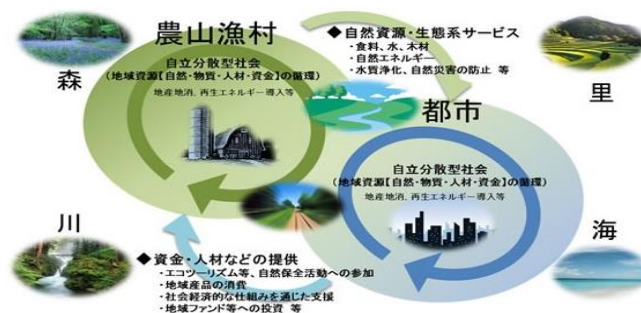 農山漁村
森
自立分散型社会
(地域資源【自然・物質・人材・資金】の循環)
地産地消、再生エネルギー導入等
◆自然資源・生態系サービス
・食料、水、木材
・自然エネルギー
・水質浄化、自然災害の防止 等
里
都市
自立分散型社会
(地域資源【自然・物質・人材・資金】の循環)
地産地消、再生エネルギー導入等
川
◆資金・人材などの提供
・エコツーリズム等、自然保全活動への参加
・地域産品の消費
・社会経済的な仕組みを通じた支援
・地域ファンド等への投資 等
海